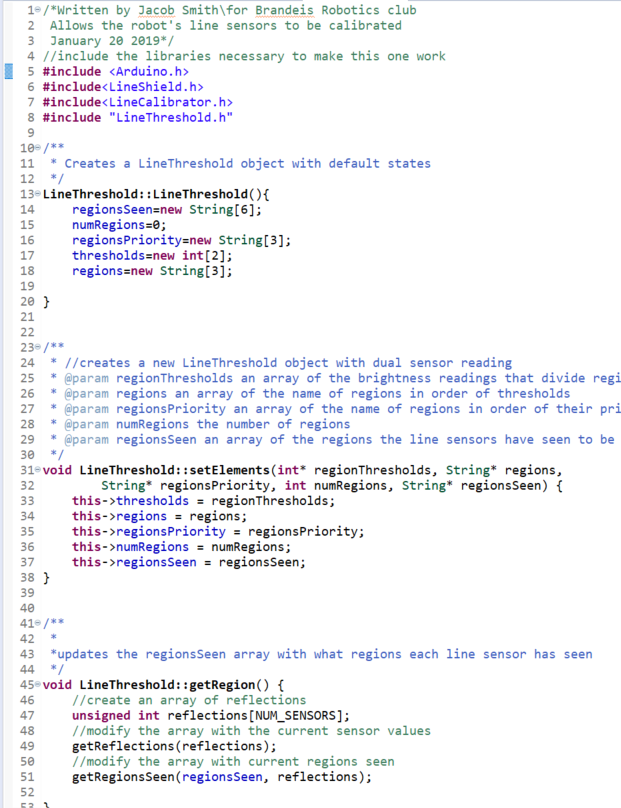 1 /*Written by Jacob Smith\for Brandeis Robotics club
2 Allows the robot's line sensors to be calibrated
3 January 20 2019*/
4 //include the libraries necessary to make this one work
5 #include <Arduino.h>
6 #include<LineShield.h>
7 #include<LineCalibrator.h>
8 #include "LineThreshold.h"
9
10 /**
11 * Creates a LineThreshold object with default states
12 */
13 LineThreshold::LineThreshold(){
14 regionsSeen=new String[6];
15 numRegions=0;
16 regionsPriority=new String[3];
17 thresholds=new int[2];
18 regions=new String[3];
19
20 }
21
22
23 /**
24 * //creates a new LineThreshold object with dual sensor reading
25 * @param regionThresholds an array of the brightness readings that divide regi
26 * @param regions an array of the name of regions in order of thresholds
27 * @param regionsPriority an array of the name of regions in order of their pri
28 * @param numRegions the number of regions
29 * @param regionsSeen an array of the regions the line sensors have seen to be
30 */
31 void LineThreshold::setElements(int* regionThresholds, String* regions,
32 String* regionsPriority, int numRegions, String* regionsSeen) {
33 this->thresholds = regionThresholds;
34 this->regions = regions;
35 this->regionsPriority = regionsPriority;
36 this->numRegions = numRegions;
37 this->regionsSeen = regionsSeen;
38 }
39
40
41 /**
42 *
43 *updates the regionsSeen array with what regions each line sensor has seen
44 */
45 void LineThreshold::getRegion() {
46 //create an array of reflections
47 unsigned int reflections[NUM_SENSORS];
48 //modify the array with the current sensor values
49 getReflections(reflections);
50 //modify the array with current regions seen
51 getRegionsSeen(regionsSeen, reflections);
52
53 }